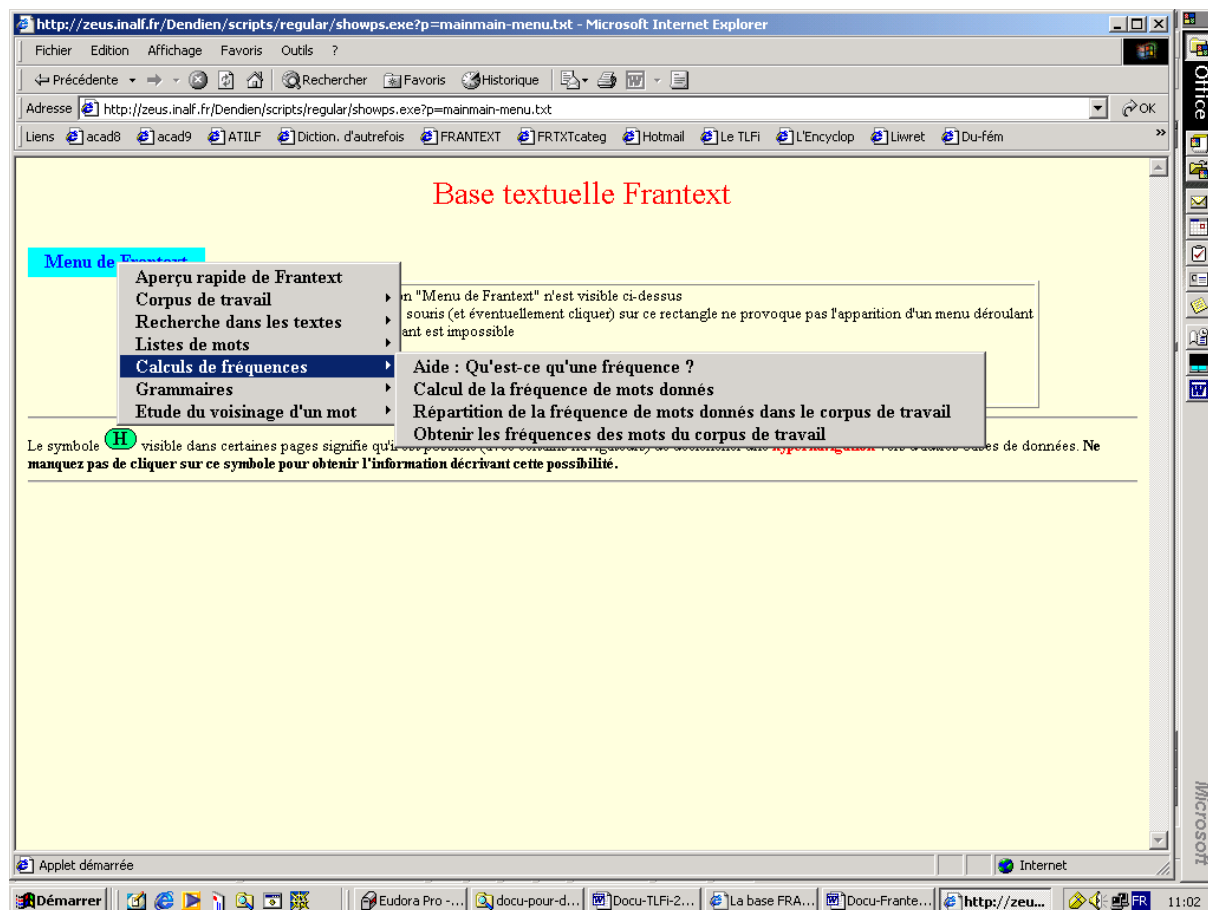 http://zeus.inalf.fr/Dendien/scripts/regular/showps.exe?p=mainmain-menu.txt - Microsoft Internet Explorer
Fichier Edition Affichage Favoris Outils ?
Précédente Rechercher Favoris Historique
Adresse http://zeus.inalf.fr/Dendien/scripts/regular/showps.exe?p=mainmain-menu.txt OK
Liens acad8 acad9 ATILF Diction. d'autrefois FRANTEXT FRTXTcateg Hotmail Le TLFi L'Encyclop Liwret Du-fém »
Office
Base textuelle Frantext
Menu de Frantext
Aperçu rapide de Frantext
Corpus de travail
Recherche dans les textes
Listes de mots
Calculs de fréquences
Grammaires
Etude du voisinage d'un mot
"Menu de Frantext" n'est visible ci-dessus
souris (et éventuellement cliquer) sur ce rectangle ne provoque pas l'apparition d'un menu déroulant
est impossible
Aide : Qu'est-ce qu'une fréquence ?
Calcul de la fréquence de mots donnés
Répartition de la fréquence de mots donnés dans le corpus de travail
Obtenir les fréquences des mots du corpus de travail
Le symbole H visible dans certaines pages signifie de données. Ne
manquez pas de cliquer sur ce symbole pour obtenir l'information décrivant cette possibilité.
Microsoft
Applet démarrée Internet
Démarrer Eudora Pro -... docu-pour-d... Docu-TLFi-2... La base FRA... Docu-Frante... http://zeu... FR 11:02